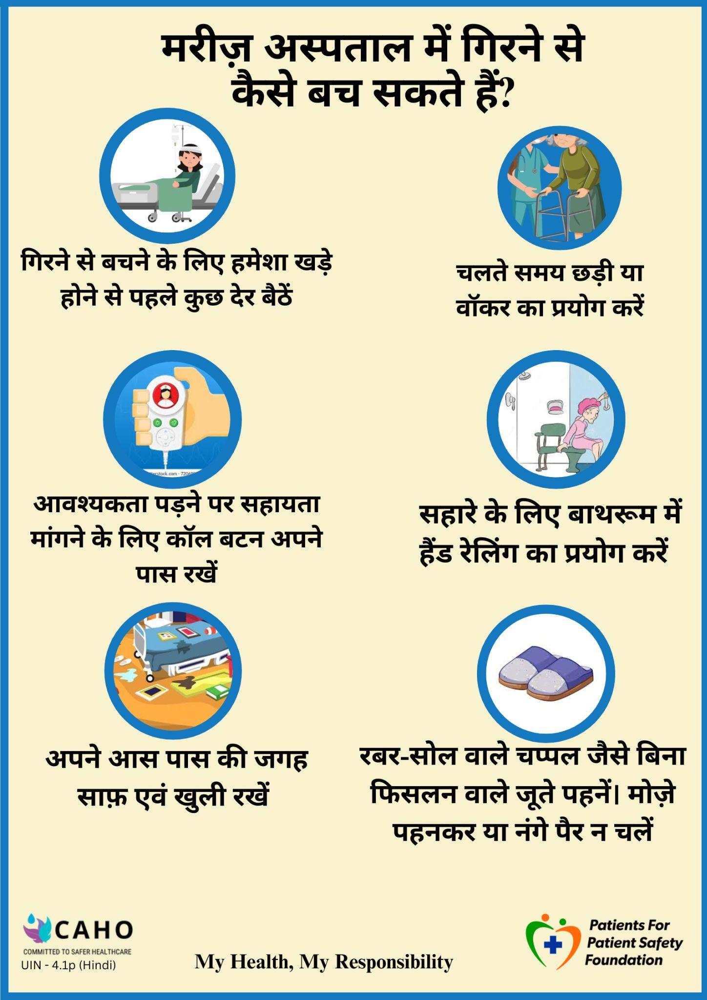 मरीज़ अस्पताल में गिरने से
कैसे बच सकते हैं?
गिरने से बचने के लिए हमेशा खड़े
होने से पहले कुछ देर बैठें
चलते समय छड़ी या
वॉकर का प्रयोग करें
आवश्यकता पड़ने पर सहायता
मांगने के लिए कॉल बटन अपने
पास रखें
सहारे के लिए बाथरूम में
हैंड रेलिंग का प्रयोग करें
अपने आस पास की जगह
साफ़ एवं खुली रखें
रबर-सोल वाले चप्पल जैसे बिना
फिसलन वाले जूते पहनें। मोज़े
पहनकर या नंगे पैर न चलें
CAHO
COMMITTED TO SAFER HEALTHCARE
UIN - 4.1p (Hindi)
My Health, My Responsibility
Patients For
Patient Safety
Foundation